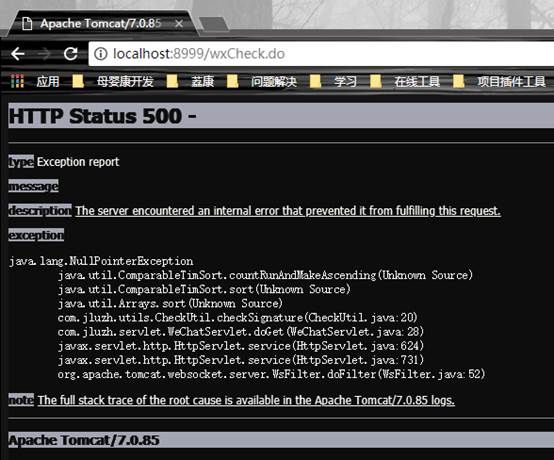 Apache Tomcat/7.0.85
localhost:8999/wxCheck.do
应用 母婴康开发 荔康 问题解决 学习 在线工具 项目插件工具
HTTP Status 500 -
type Exception report
message
description The server encountered an internal error that prevented it from fulfilling this request.
exception
java.lang.NullPointerException
java.util.ComparableTimSort.countRunAndMakeAscending(Unknown Source)
java.util.ComparableTimSort.sort(Unknown Source)
java.util.Arrays.sort(Unknown Source)
com.jluzh.utils.CheckUtil.checkSignature(CheckUtil.java:20)
com.jluzh.servlet.WeChatServlet.doGet(WeChatServlet.java:28)
javax.servlet.http.HttpServlet.service(HttpServlet.java:624)
javax.servlet.http.HttpServlet.service(HttpServlet.java:731)
org.apache.tomcat.websocket.server.WsFilter.doFilter(WsFilter.java:52)
note The full stack trace of the root cause is available in the Apache Tomcat/7.0.85 logs.
Apache Tomcat/7.0.85